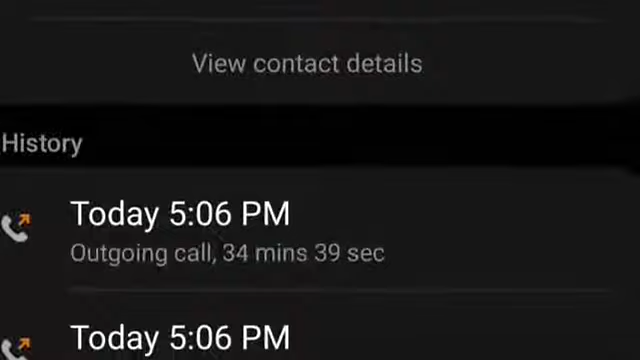 View contact details
History
Today 5:06 PM
Outgoing call, 34 mins 39 sec
Today 5:06 PM